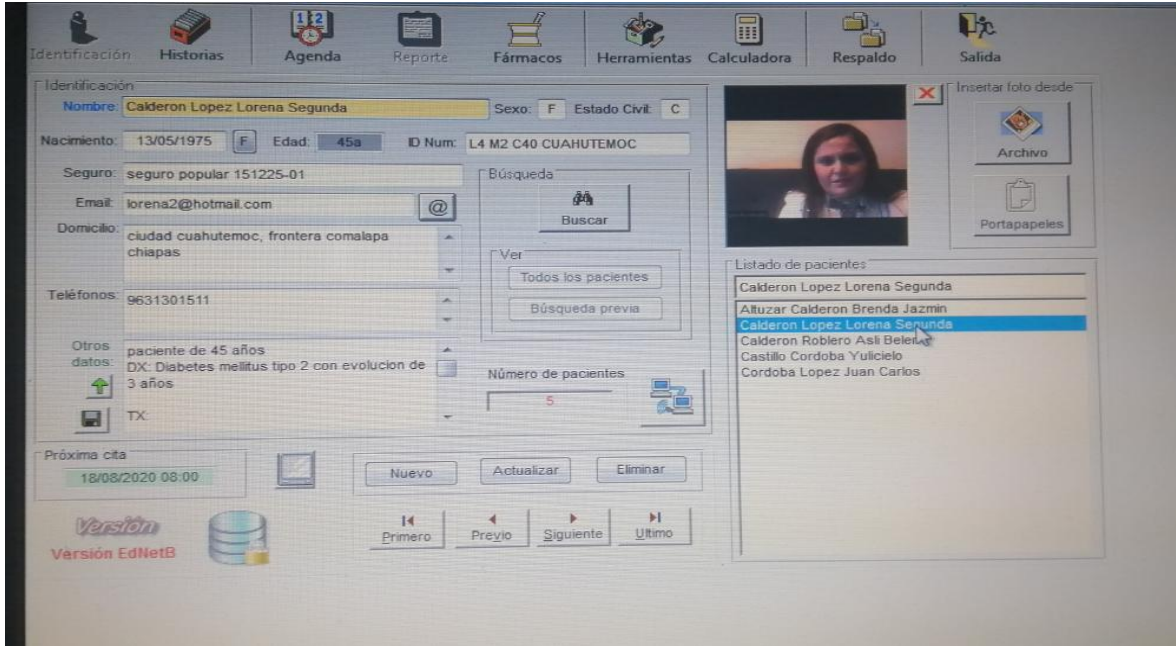 Identificación Historias Agenda Reporte Fármacos Herramientas Calculadora Respaldo Salida
Identificación
Nombre: Calderon Lopez Lorena Segunda Sexo: F Estado Civil: C
Nacimiento: 13/05/1975 F Edad: 45a ID Num: L4 M2 C40 CUAHUTEMOC
Seguro: seguro popular 151225-01
Email: lorena2@hotmail.com @
Domicilio: ciudad cuahutemoc, frontera comalapa
chiapas
Teléfonos: 9631301511
Otros datos: paciente de 45 años
DX: Diabetes mellitus tipo 2 con evolucion de
3 años
TX:
Búsqueda
Buscar
Ver
Todos los pacientes
Búsqueda previa
Número de pacientes
5
Insertar foto desde
Archivo
Portapapeles
Listado de pacientes
Calderon Lopez Lorena Segunda
Altuzar Calderon Brenda Jazmin
Calderon Lopez Lorena Segunda
Calderon Roblero Asli Belen
Castillo Cordoba Yulicielo
Cordoba Lopez Juan Carlos
Próxima cita
18/08/2020 08:00
Nuevo Actualizar Eliminar
Primero Previo Siguiente Ultimo
Versión
Versión EdNetB